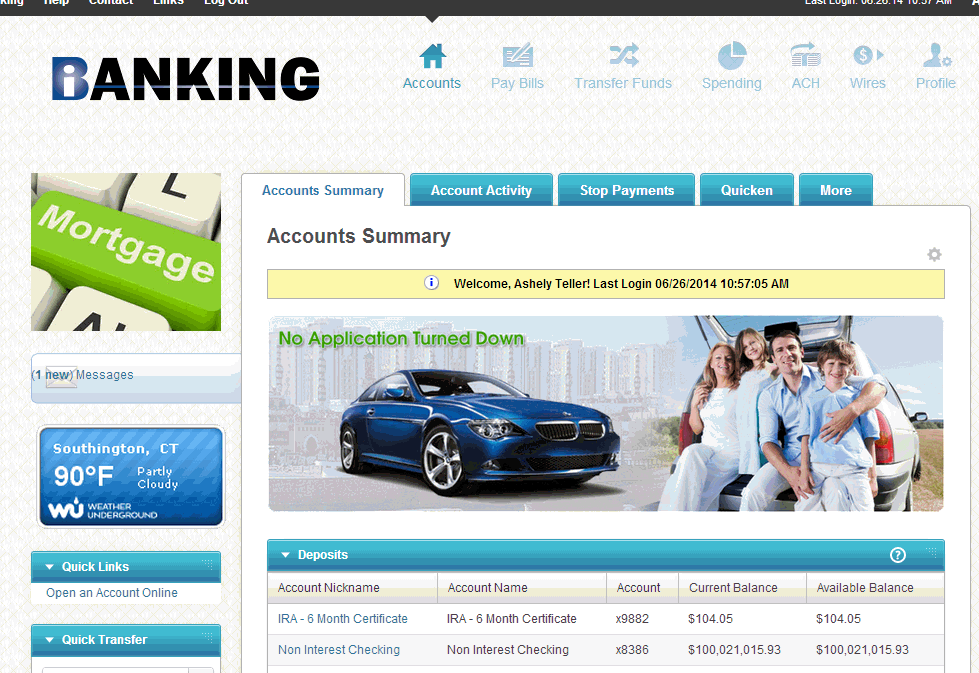 king Help Contact Links Log Out Last Login: 06.26.14 10:57 AM
iBANKING
Accounts Pay Bills Transfer Funds Spending ACH Wires Profile
L
Mortgage
Accounts Summary Account Activity Stop Payments Quicken More
Accounts Summary
Welcome, Ashely Teller! Last Login 06/26/2014 10:57:05 AM
No Application Turned Down
(1 new) Messages
Southington, CT
90°F Partly
Cloudy
WU WEATHER
UNDERGROUND
Quick Links
Open an Account Online
Quick Transfer
Deposits ?
Account Nickname Account Name Account Current Balance Available Balance
IRA - 6 Month Certificate IRA - 6 Month Certificate x9882 $104.05 $104.05
Non Interest Checking Non Interest Checking x8386 $100,021,015.93 $100,021,015.93